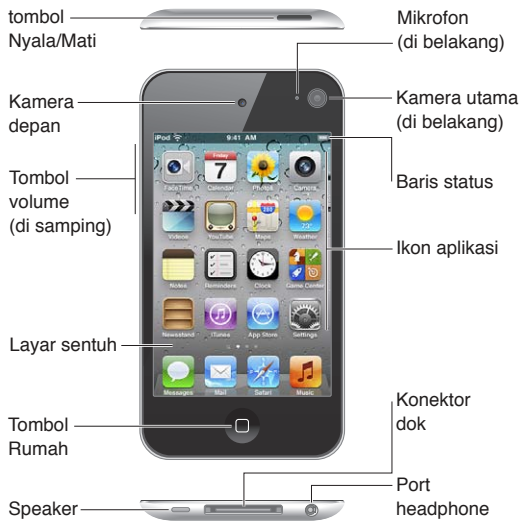 tombol
Nyala/Mati
Mikrofon
(di belakang)
Kamera
depan
Kamera utama
(di belakang)
iPod 9:41 AM
Tombol
volume
(di samping)
Baris status
Friday
7
FaceTime Calendar Photos Camera
280
23°
Videos YouTube Maps Weather
Ikon aplikasi
Notes Reminders Clock Game Center
Newsstand iTunes App Store Settings
Layar sentuh
Messages Mail Safari Music
Tombol
Rumah
Konektor
dok
Speaker
Port
headphone